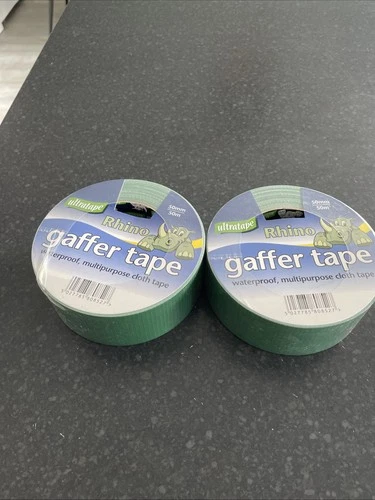 ultratape
50mm
50m
Rhino
gaffer tape
waterproof, multipurpose cloth tape
ultratape
50mm
50m
Rhino
gaffer tape
waterproof, multipurpose cloth tape